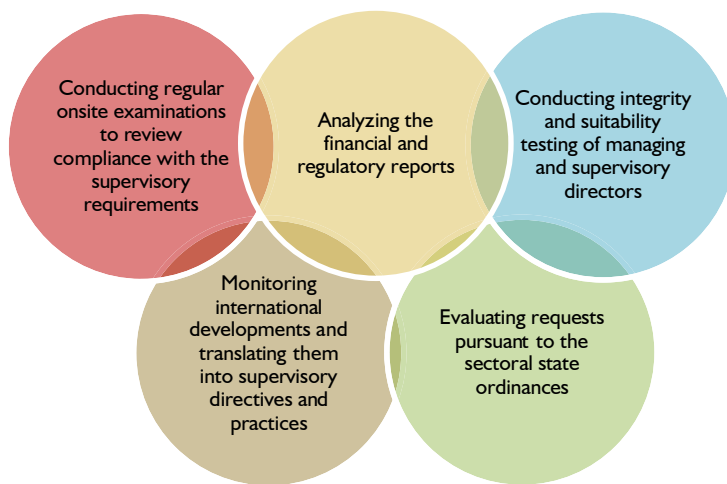 Conducting regular
onsite examinations
to review
compliance with the
supervisory
requirements
Analyzing the
financial and
regulatory reports
Conducting integrity
and suitability
testing of managing
and supervisory
directors
Monitoring
international
developments and
translating them
into supervisory
directives and
practices
Evaluating requests
pursuant to the
sectoral state
ordinances